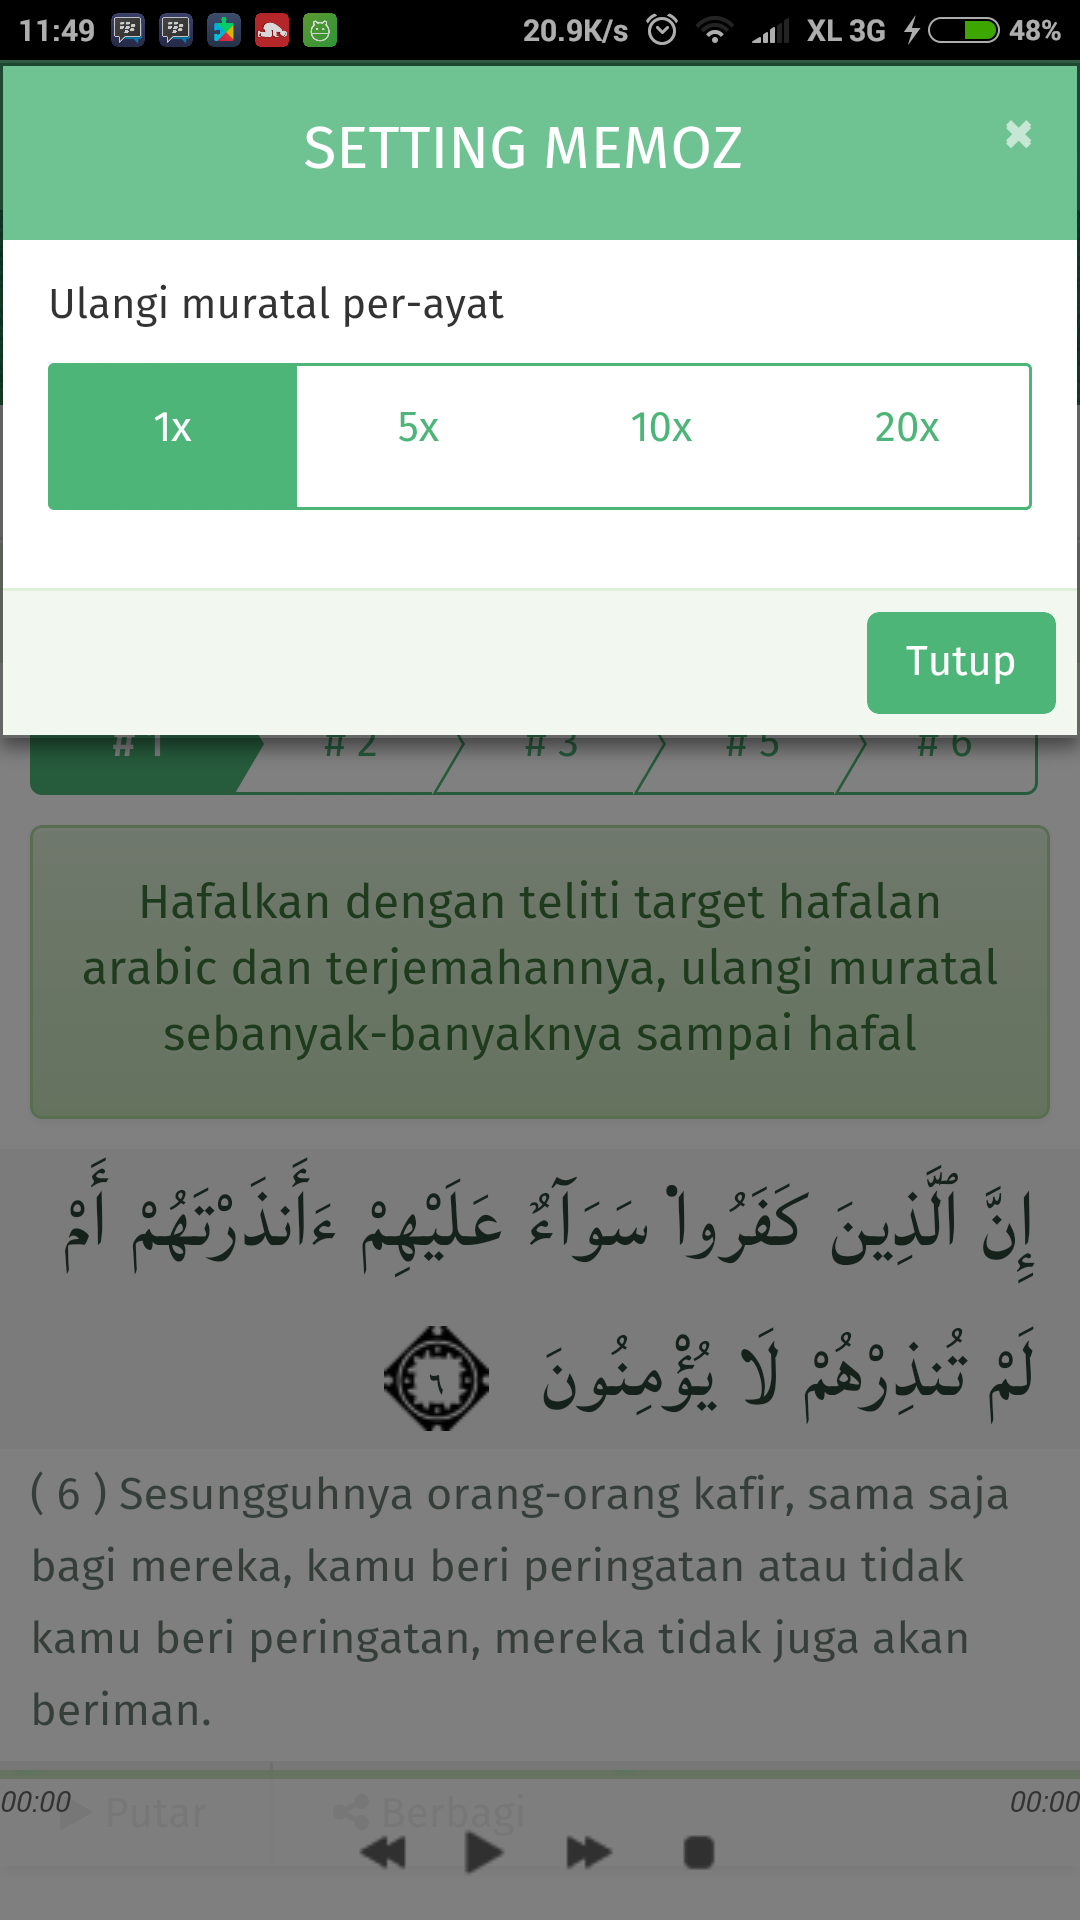 11:49 20.9K/s XL 3G 48%
SETTING MEMOZ
Ulangi muratal per-ayat
1x 5x 10x 20x
Tutup
# 1 # 2 # 3 # 5 # 6
Hafalkan dengan teliti target hafalan
arabic dan terjemahannya, ulangi muratal
sebanyak-banyaknya sampai hafal
إِنَّ ٱلَّذِينَ كَفَرُوا۟ سَوَآءٌ عَلَيْهِمْ ءَأَنذَرْتَهُمْ أَمْ
لَمْ تُنذِرْهُمْ لَا يُؤْمِنُونَ ٦
( 6 ) Sesungguhnya orang-orang kafir, sama saja
bagi mereka, kamu beri peringatan atau tidak
kamu beri peringatan, mereka tidak juga akan
beriman.
00:00 Putar Berbagi 00:00